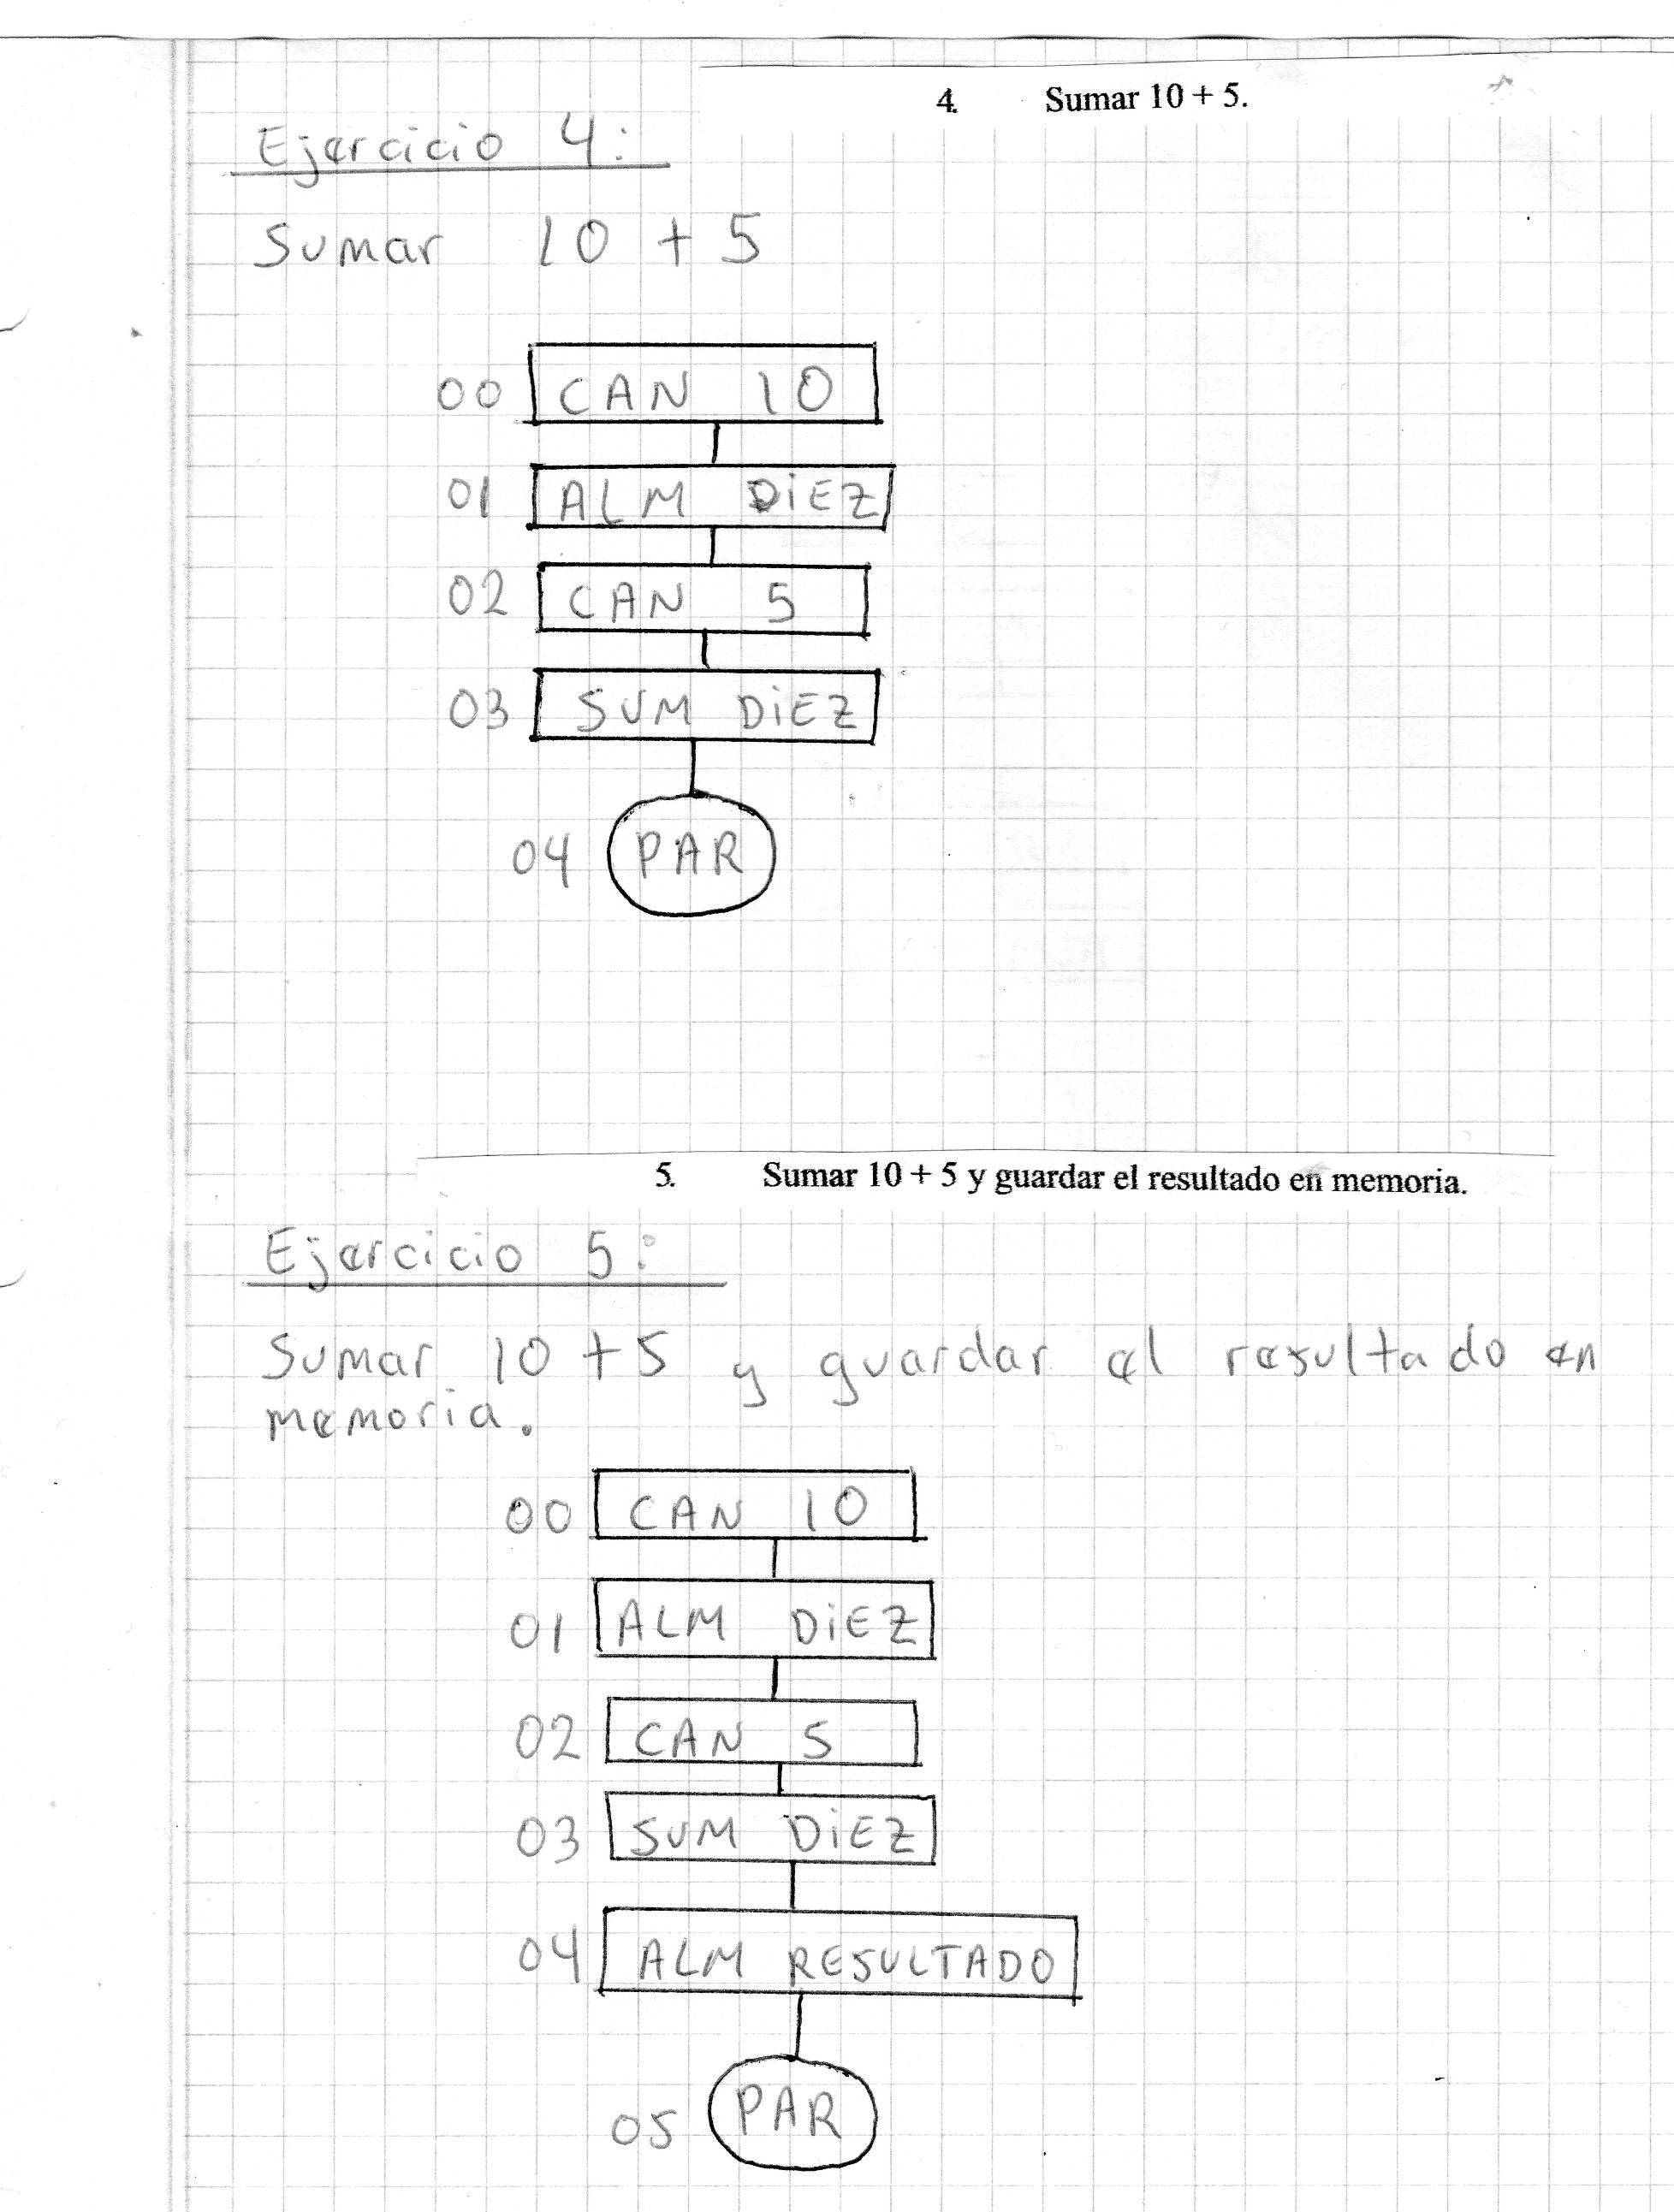 4. Sumar 10 + 5.
Ejercicio 4:
Sumar 10 + 5
00 CAN 10
01 ALM DiEZ
02 CAN 5
03 SUM DiEZ
04 PAR
5. Sumar 10 + 5 y guardar el resultado en memoria.
Ejercicio 5:
Sumar 10 + 5 y guardar el resultado en
memoria.
00 CAN 10
01 ALM DiEZ
02 CAN 5
03 SUM DiEZ
04 ALM RESULTADO
05 PAR